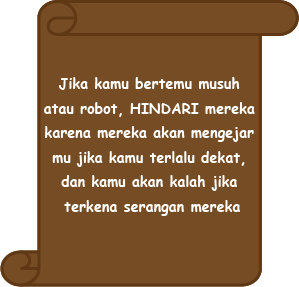 Jika kamu bertemu musuh
atau robot, HINDARI mereka
karena mereka akan mengejar
mu jika kamu terlalu dekat,
dan kamu akan kalah jika
terkena serangan mereka